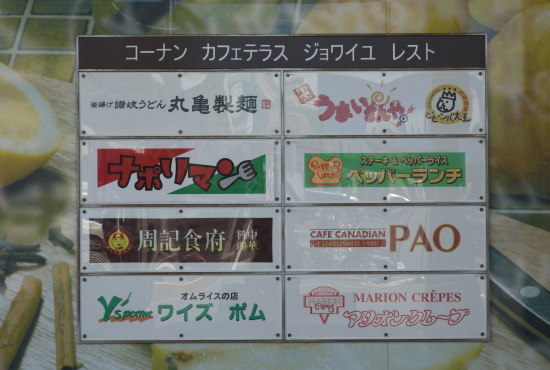 コーナン カフェテラス ジョワイユ レスト
釜揚げ 讃岐うどん 丸亀製麺
うまいどんや
ナポリマン
ステーキ & ペッパーライス
ペッパーランチ
周記食府
CAFE CANADIAN
ESTABLISHED 1980
PAO
オムライスの店
Y'spome ワイズ ポム
MARION CRÊPES
マリオンクレープ